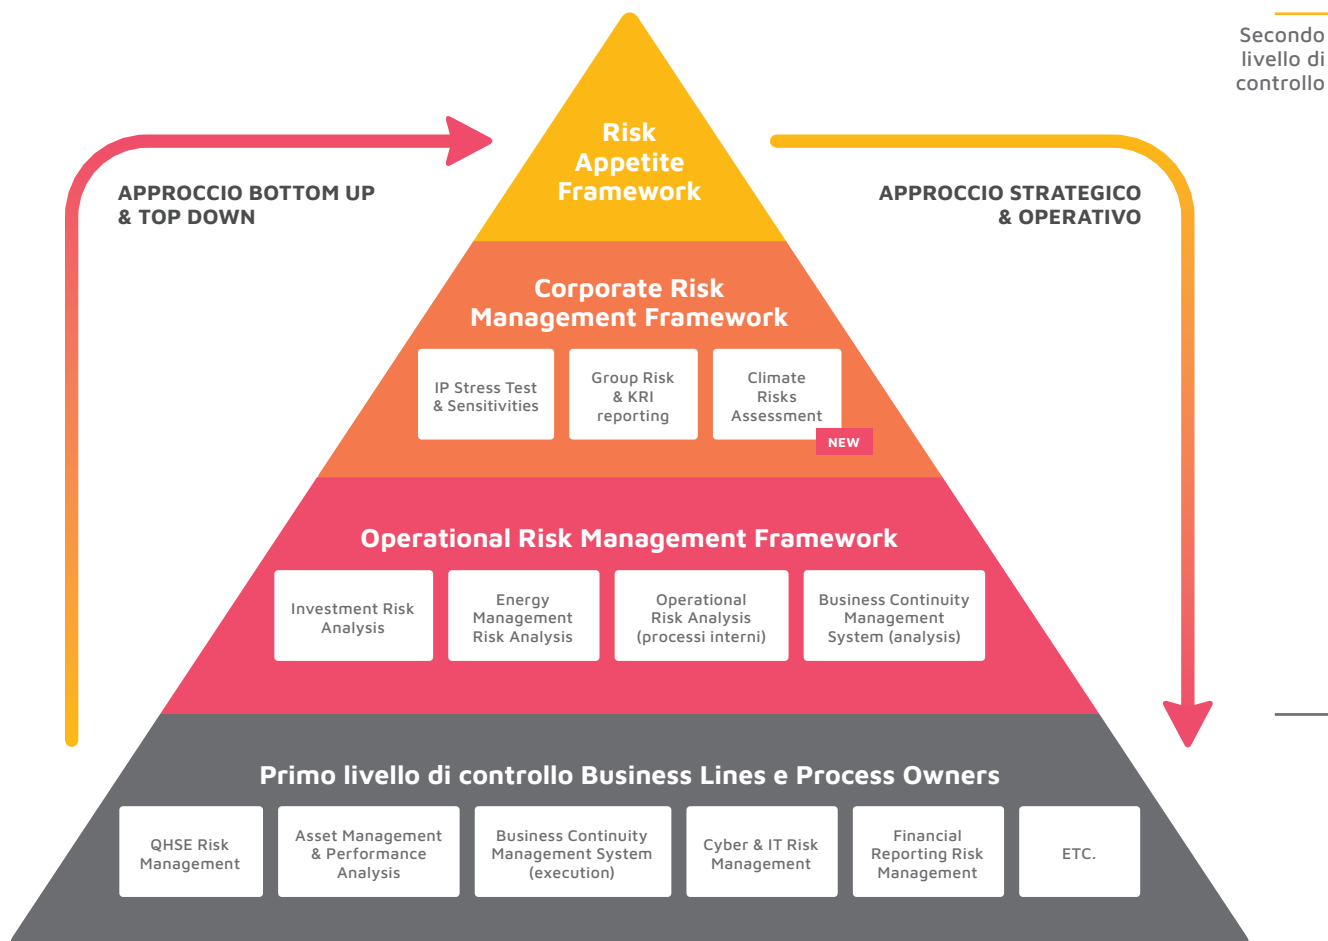 Secondo
livello di
controllo
Risk
Appetite
Framework
APPROCCIO BOTTOM UP
& TOP DOWN
APPROCCIO STRATEGICO
& OPERATIVO
Corporate Risk
Management Framework
IP Stress Test
& Sensitivities
Group Risk
& KRI
reporting
Climate
Risks
Assessment
NEW
Operational Risk Management Framework
Investment Risk
Analysis
Energy
Management
Risk Analysis
Operational
Risk Analysis
(processi interni)
Business Continuity
Management
System (analysis)
Primo livello di controllo Business Lines e Process Owners
QHSE Risk
Management
Asset Management
& Performance
Analysis
Business Continuity
Management System
(execution)
Cyber & IT Risk
Management
Financial
Reporting Risk
Management
ETC.